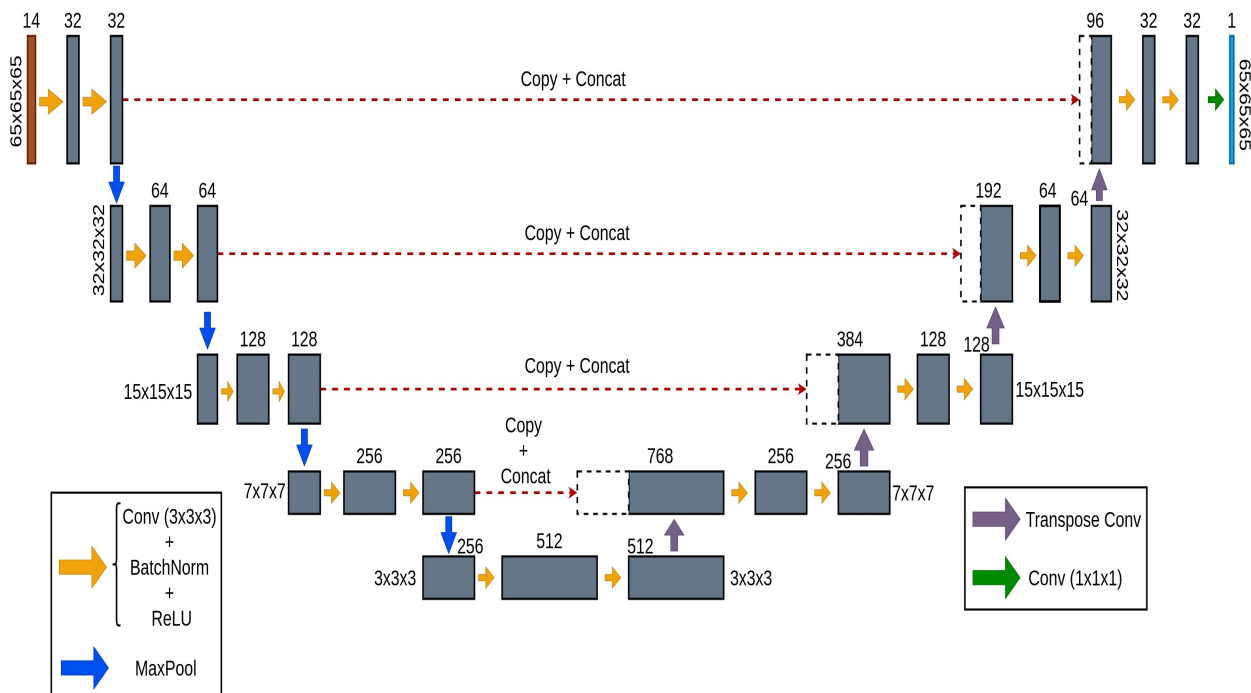 14 32 32 96 32 32 1
65x65x65
Copy + Concat
65x65x65
64 64 192 64 64
32x32x32
Copy + Concat
32x32x32
128 128 384 128 128
15x15x15
Copy + Concat
15x15x15
Copy
+
Concat
256 256 768 256 256
7x7x7
7x7x7
256 512 512
3x3x3
3x3x3
Conv (3x3x3)
+
BatchNorm
+
ReLU
MaxPool
Transpose Conv
Conv (1x1x1)